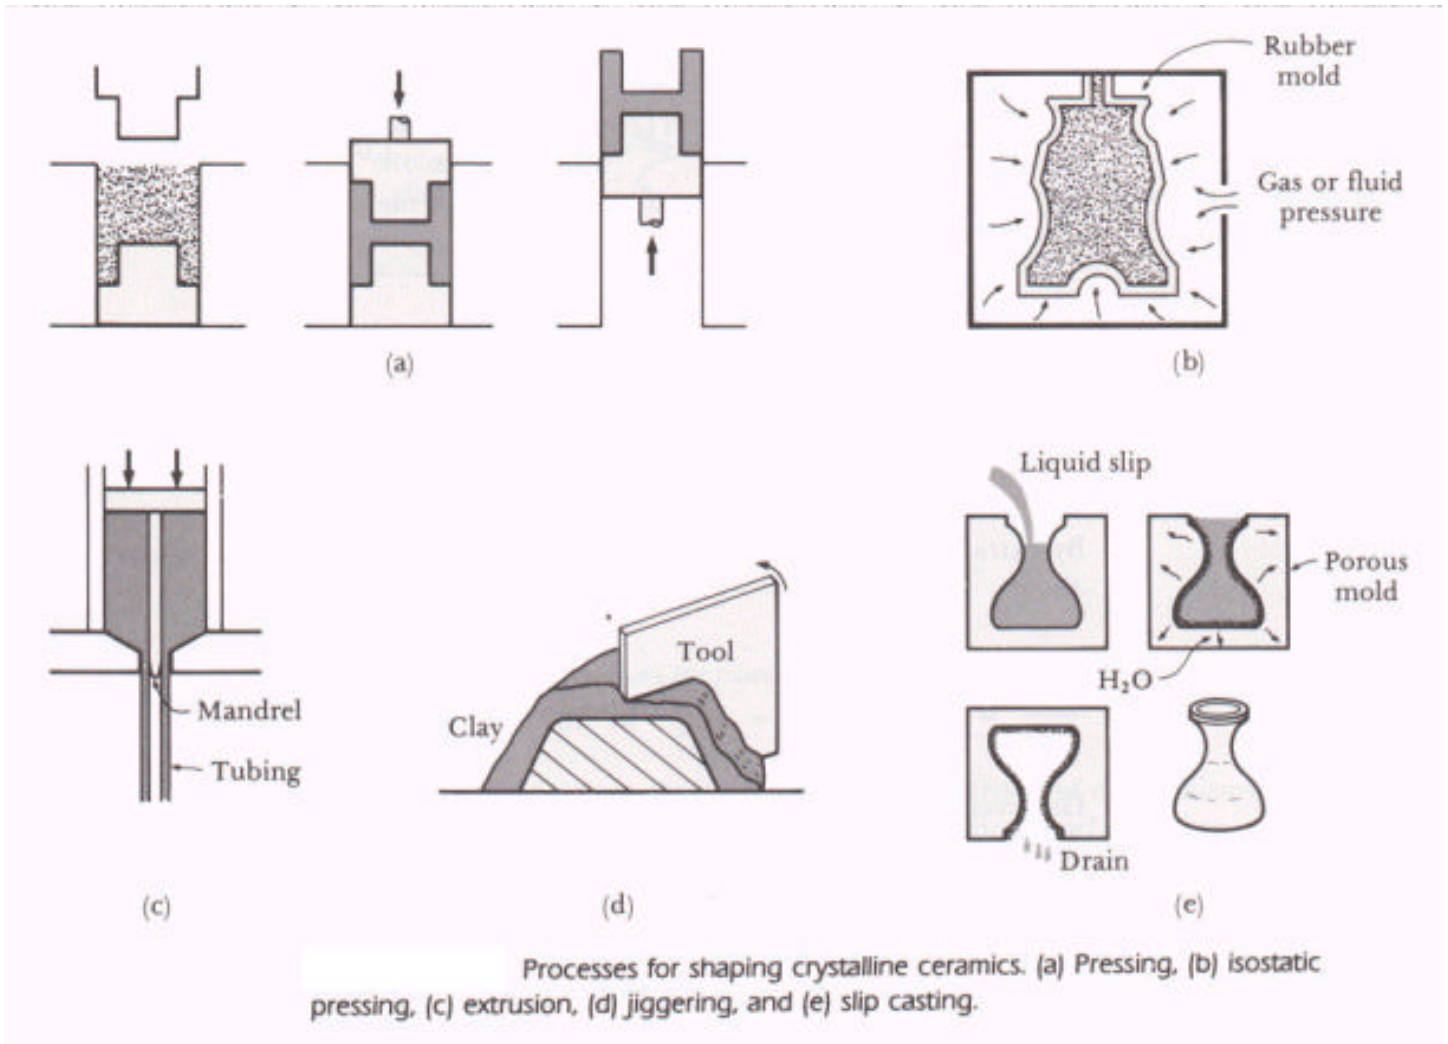 Rubber
mold
Gas or fluid
pressure
(a)
(b)
Liquid slip
Porous
mold
H₂O
Tool
Clay
Mandrel
Tubing
Drain
(c)
(d)
(e)
Processes for shaping crystalline ceramics. (a) Pressing, (b) isostatic
pressing, (c) extrusion, (d) jiggering, and (e) slip casting.